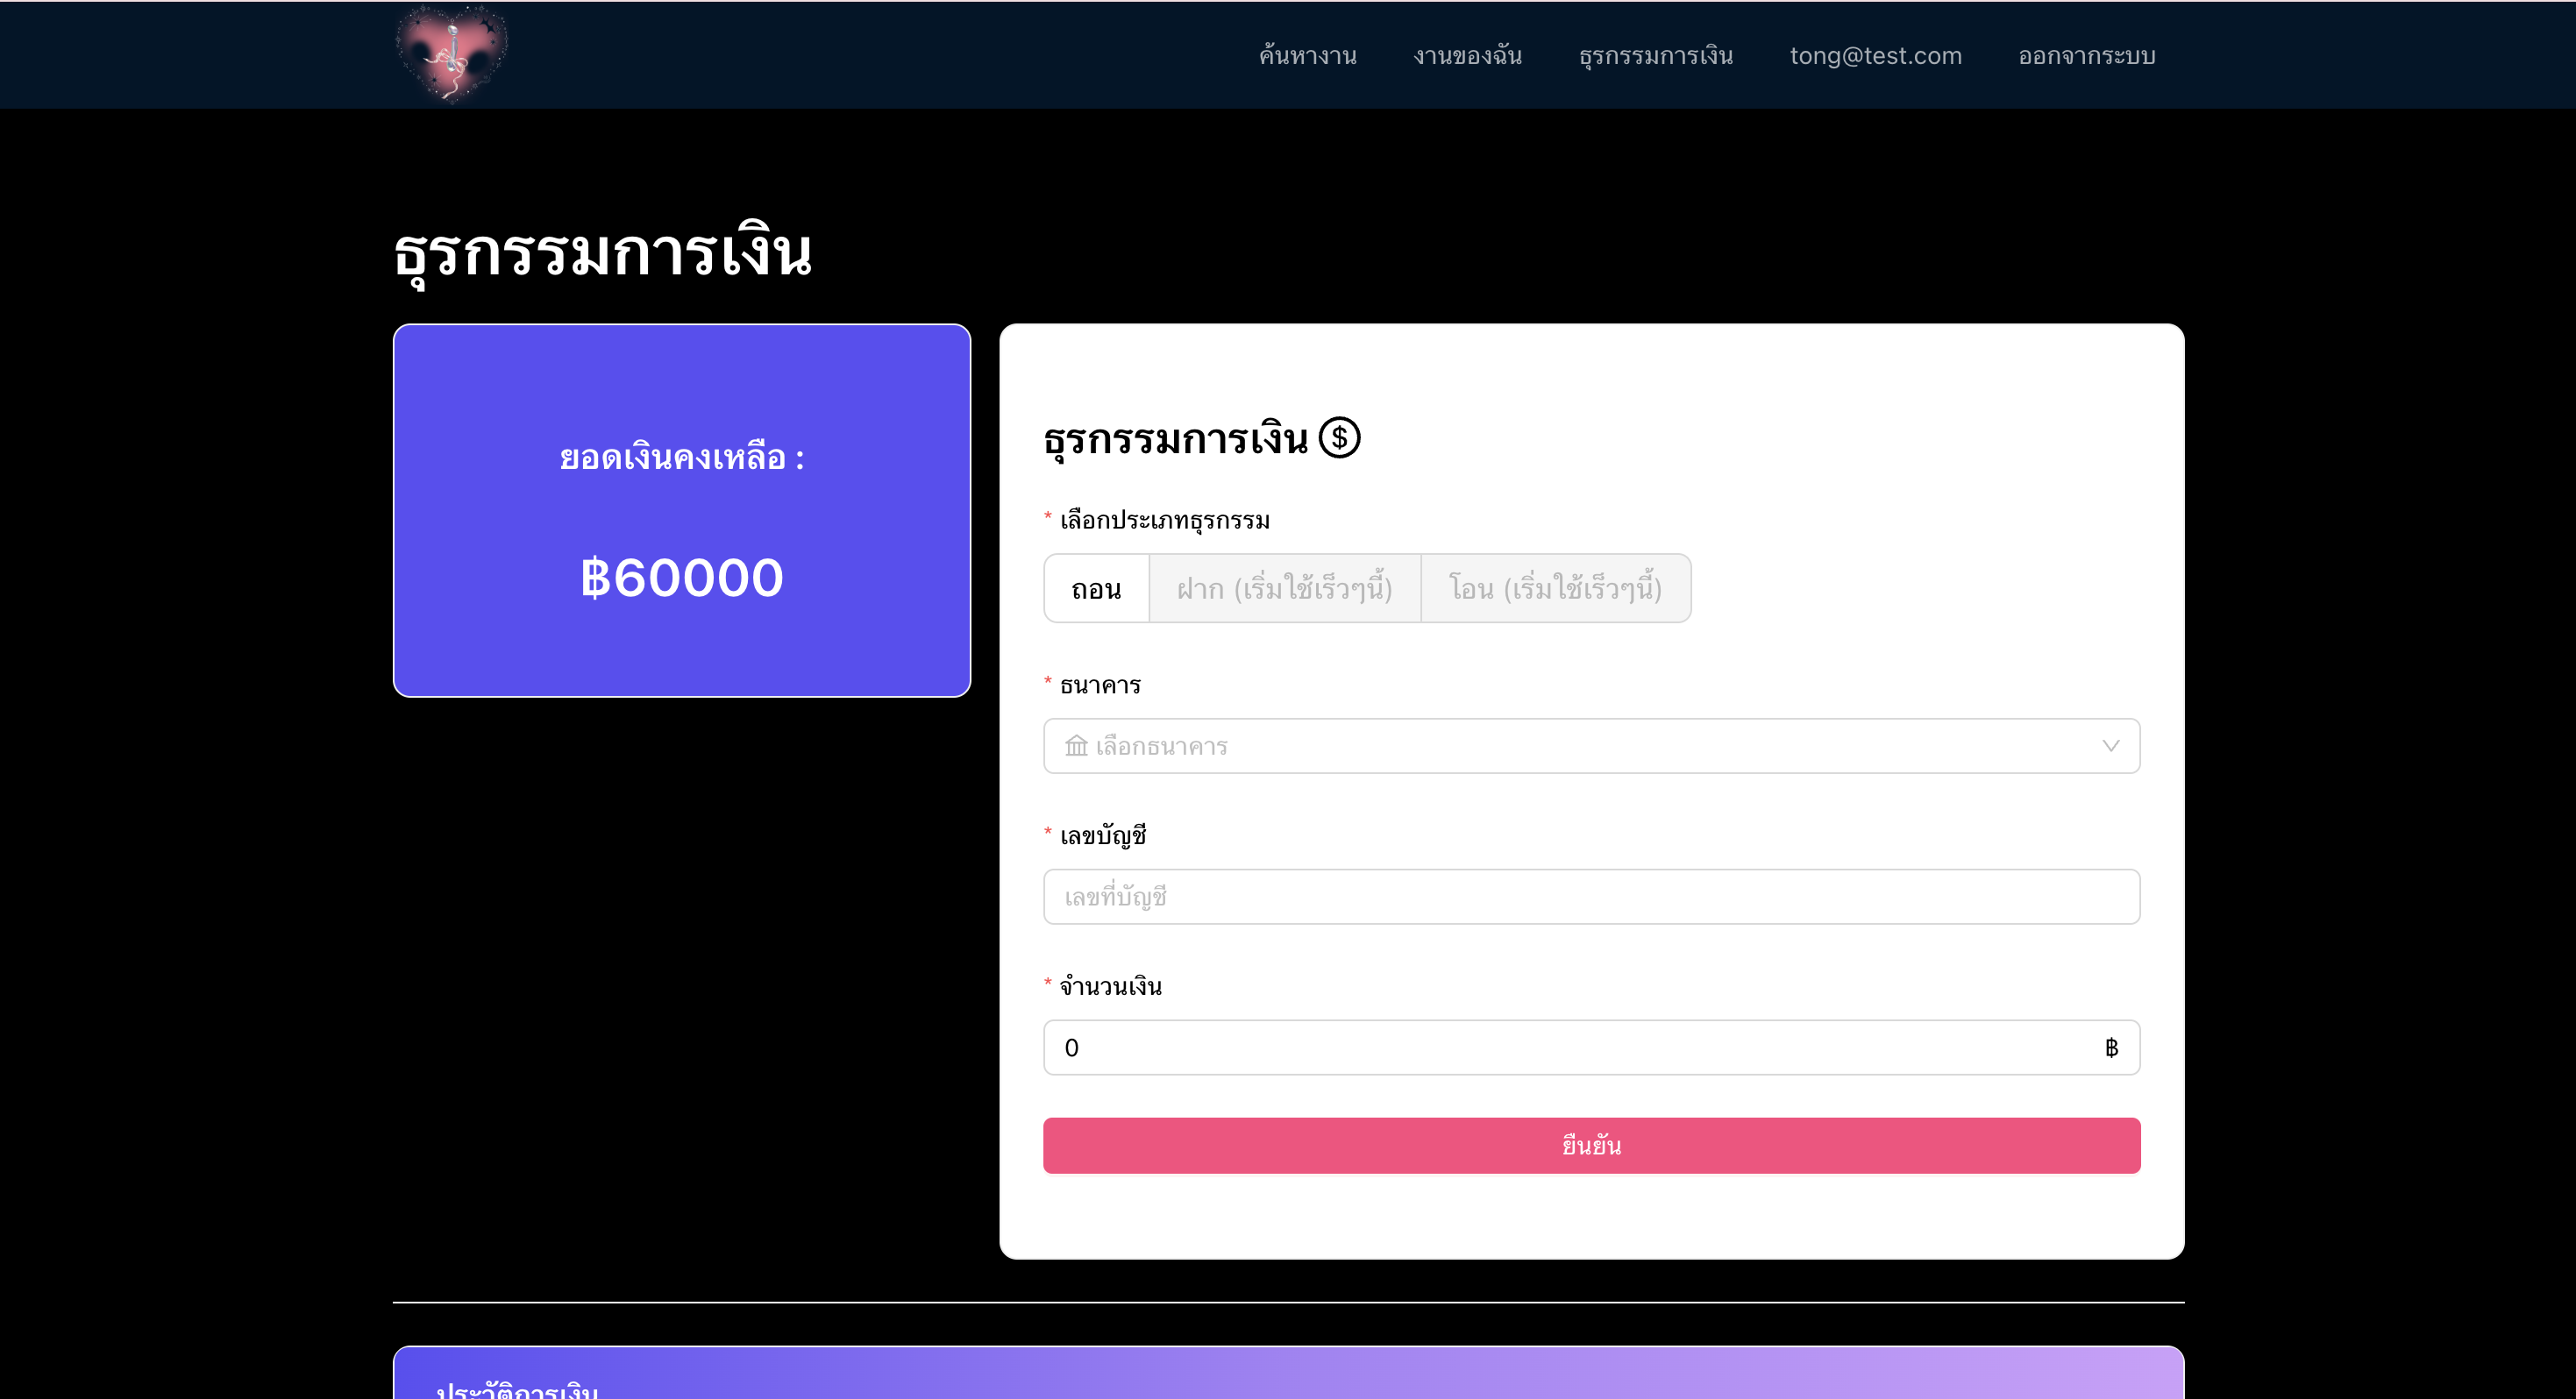 ค้นหางาน งานของฉัน ธุรกรรมการเงิน tong@test.com ออกจากระบบ
ธุรกรรมการเงิน
ยอดเงินคงเหลือ :
฿60000
ธุรกรรมการเงิน
* เลือกประเภทธุรกรรม
ถอน ฝาก (เริ่มใช้เร็วๆนี้) โอน (เริ่มใช้เร็วๆนี้)
* ธนาคาร
เลือกธนาคาร
* เลขบัญชี
เลขที่บัญชี
* จำนวนเงิน
0 ฿
ยืนยัน
ประวัติการเงิน